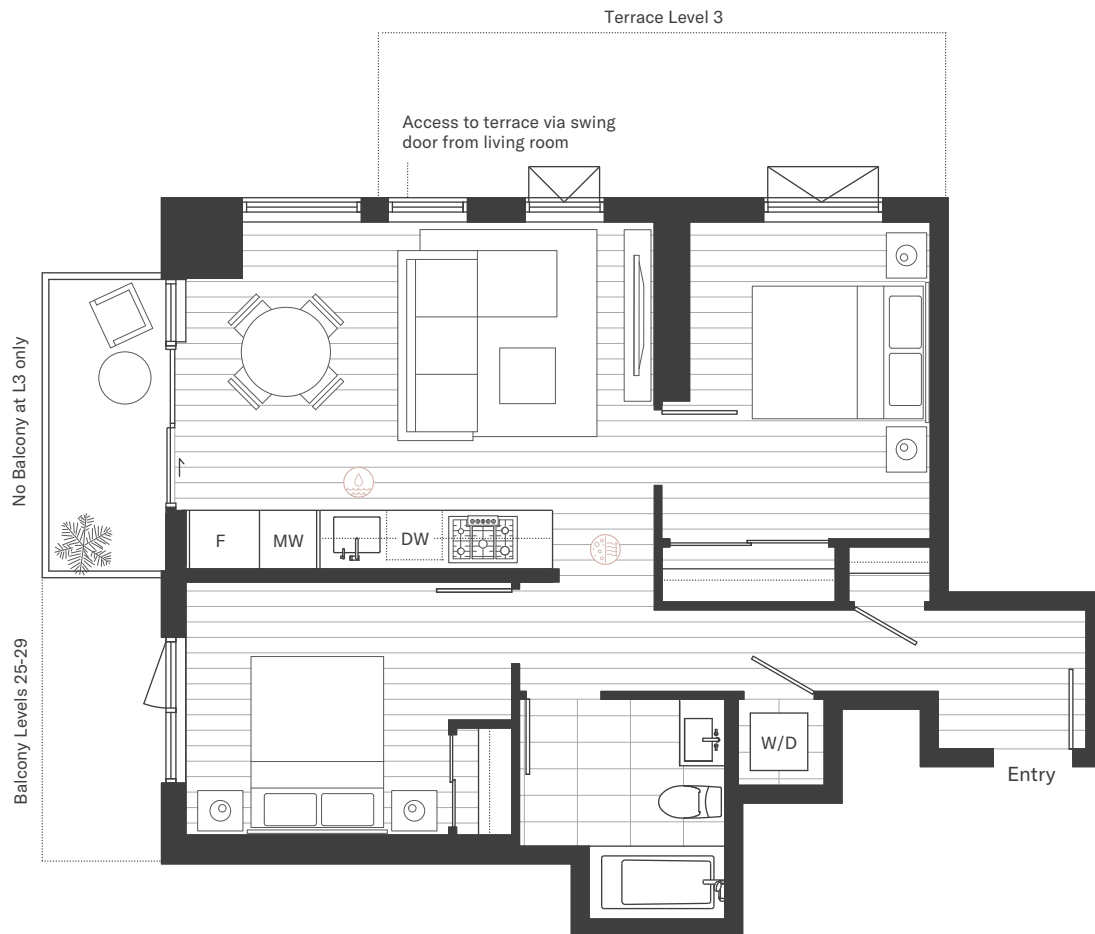 Terrace Level 3
Access to terrace via swing
door from living room
No Balcony at L3 only
F
MW
DW
Balcony Levels 25-29
W/D
Entry